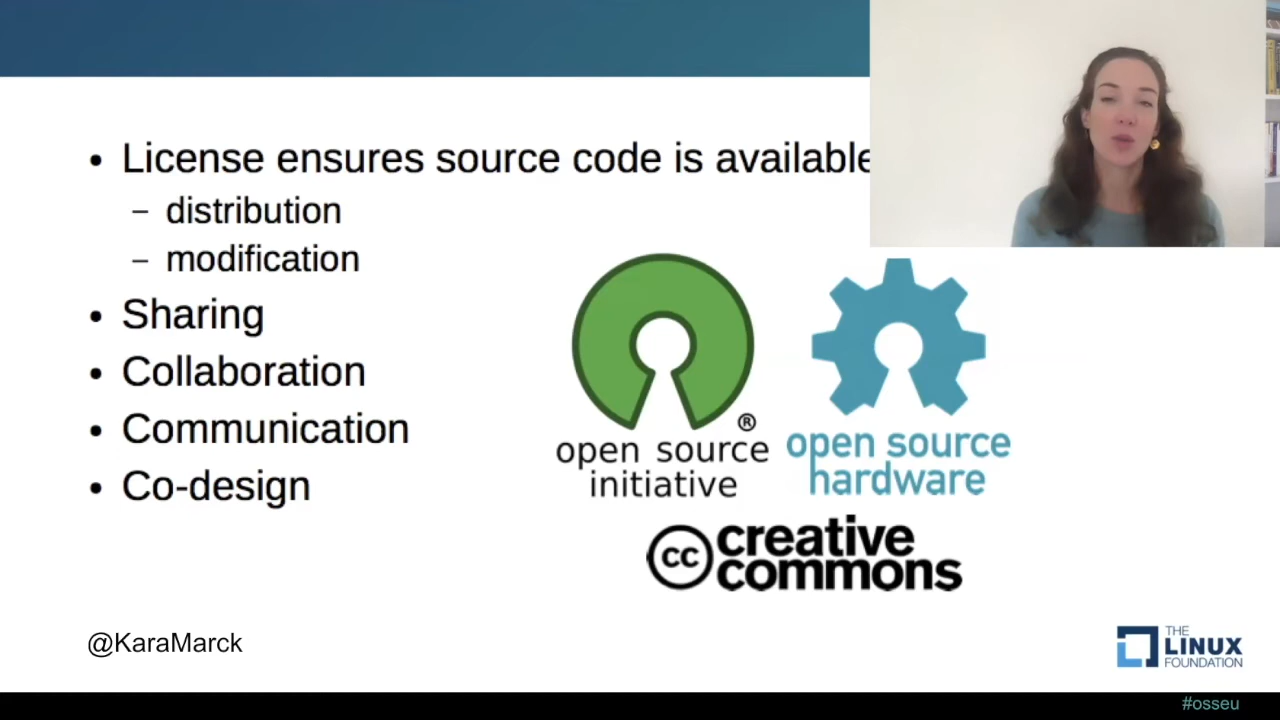 • License ensures source code is available
– distribution
– modification
• Sharing
• Collaboration
• Communication
• Co-design
®
open source
initiative
open source
hardware
cc creative
commons
@KaraMarck
THE
LINUX
FOUNDATION
#osseu